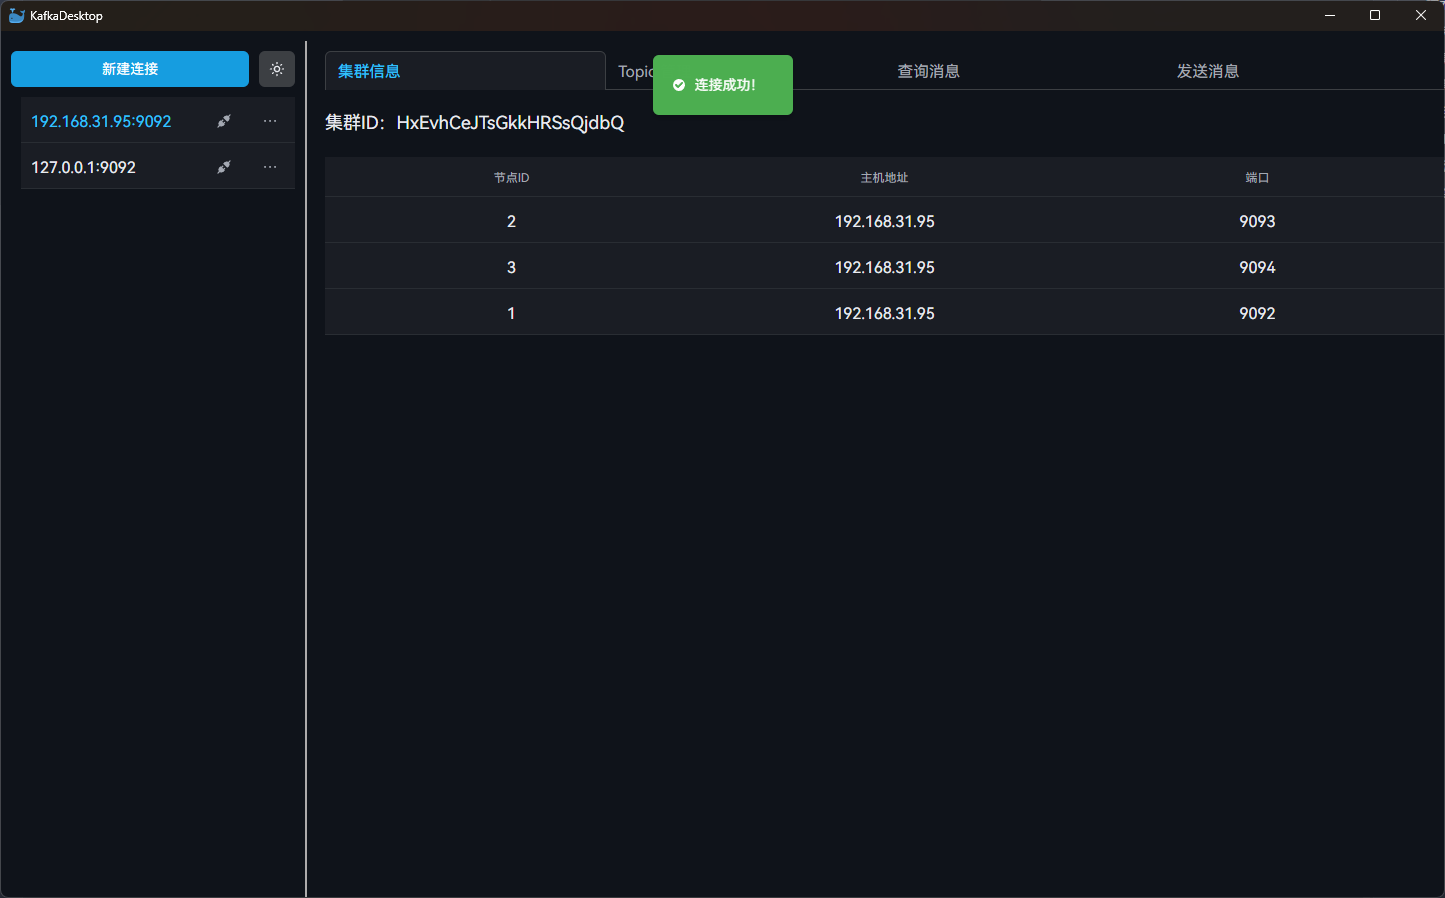 KafkaDesktop
新建连接
192.168.31.95:9092
127.0.0.1:9092
集群信息
Topic
查询消息
发送消息
连接成功！
集群ID：HxEvhCeJTsGkkHRSsQjdbQ
节点ID 主机地址 端口
2 192.168.31.95 9093
3 192.168.31.95 9094
1 192.168.31.95 9092